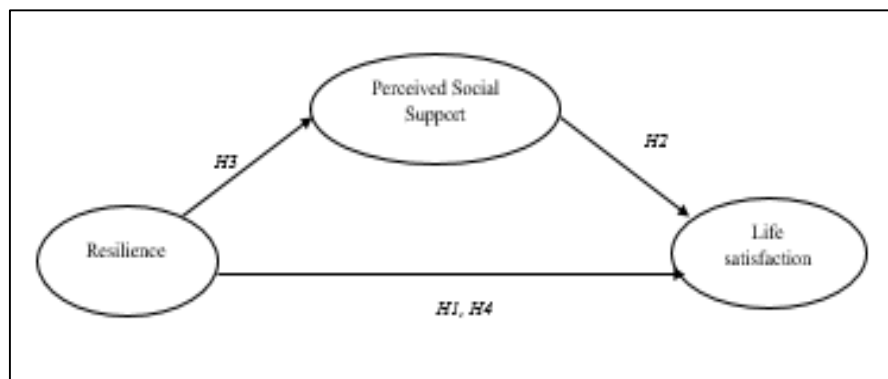 Perceived Social
Support
H3
H2
Resilience
Life
satisfaction
H1, H4